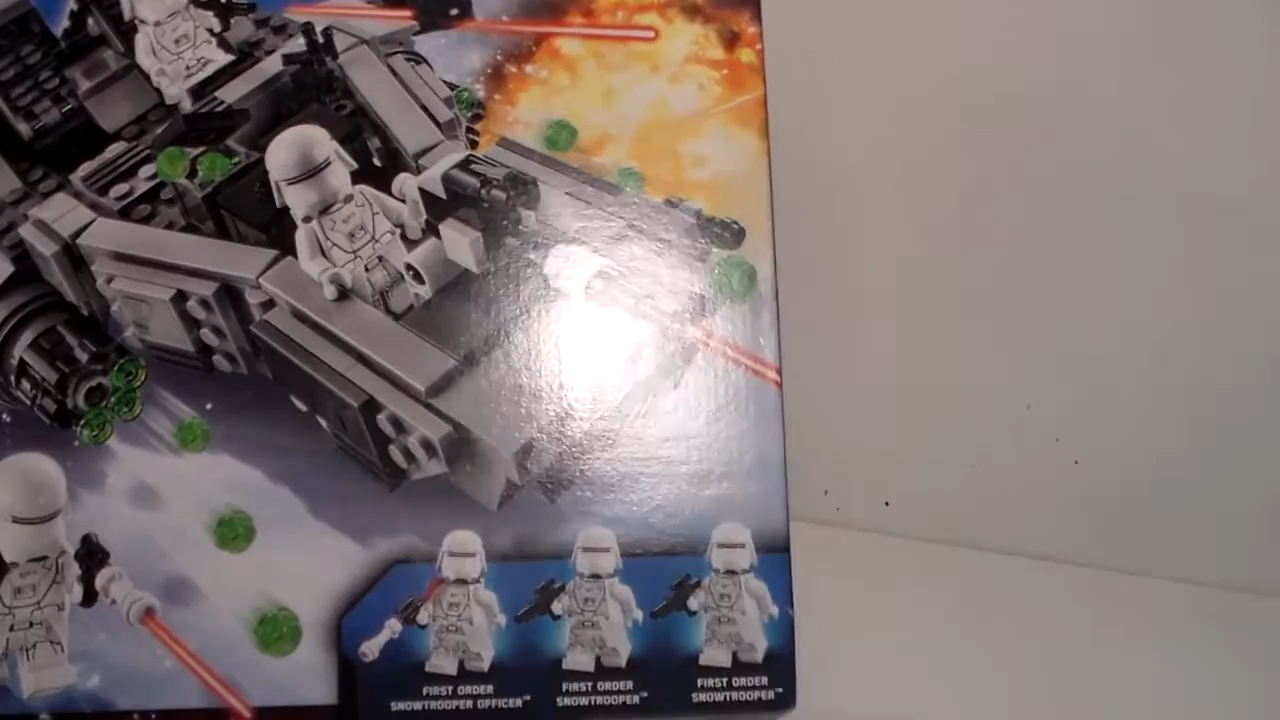 FIRST ORDER
SNOWTROOPER OFFICER™
FIRST ORDER
SNOWTROOPER™
FIRST ORDER
SNOWTROOPER™